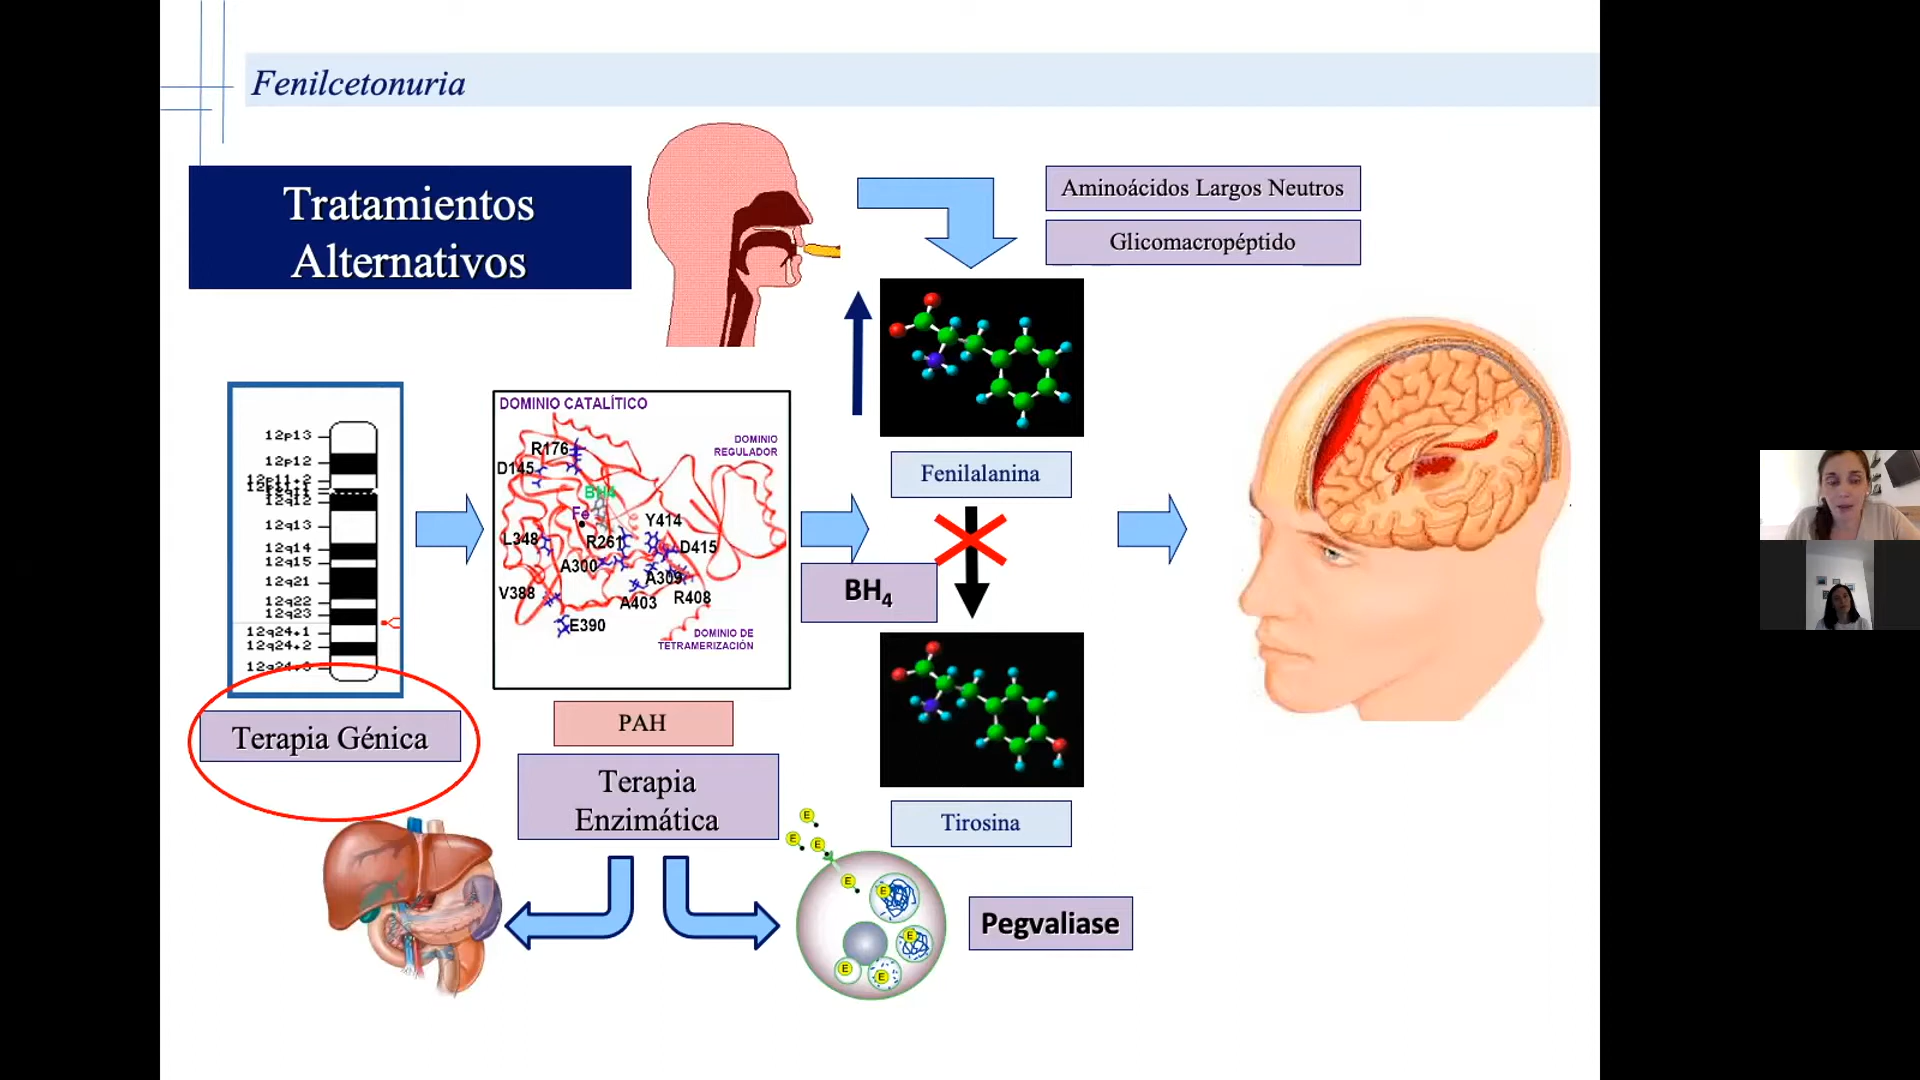 Fenilcetonuria
Tratamientos
Alternativos
Aminoácidos Largos Neutros
Glicomacropéptido
12p13
12p12
12p11.2
12q12
12q13
12q14
12q15
12q21
12q22
12q23
12q24.1
12q24.2
Terapia Génica
DOMINIO CATALÍTICO
DOMINIO
REGULADOR
R176
D145
BH4
Fe
Y414
L348
R261
D415
A300
A309
V388
A403
R408
E390
DOMINIO DE
TETRAMERIZACIÓN
PAH
Terapia
Enzimática
BH₄
Fenilalanina
Tirosina
E
E
E
E
E
E
E
E
Pegvaliase